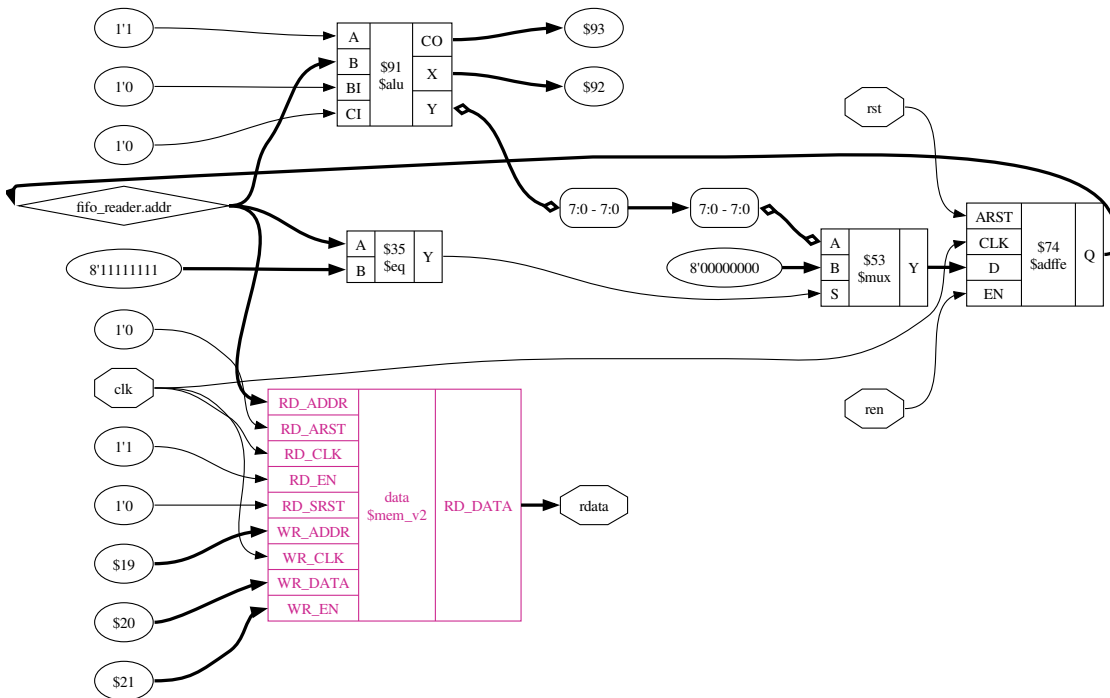 1'1
1'0
1'0
A
B
BI
CI
$91
$alu
CO
X
Y
$93
$92
rst
fifo_reader.addr
8'11111111
A
B
$35
$eq
Y
7:0 - 7:0
7:0 - 7:0
8'00000000
A
B
S
$53
$mux
Y
ARST
CLK
D
EN
$74
$adffe
Q
ren
1'0
clk
1'1
1'0
$19
$20
$21
RD_ADDR
RD_ARST
RD_CLK
RD_EN
RD_SRST
WR_ADDR
WR_CLK
WR_DATA
WR_EN
data
$mem_v2
RD_DATA
rdata